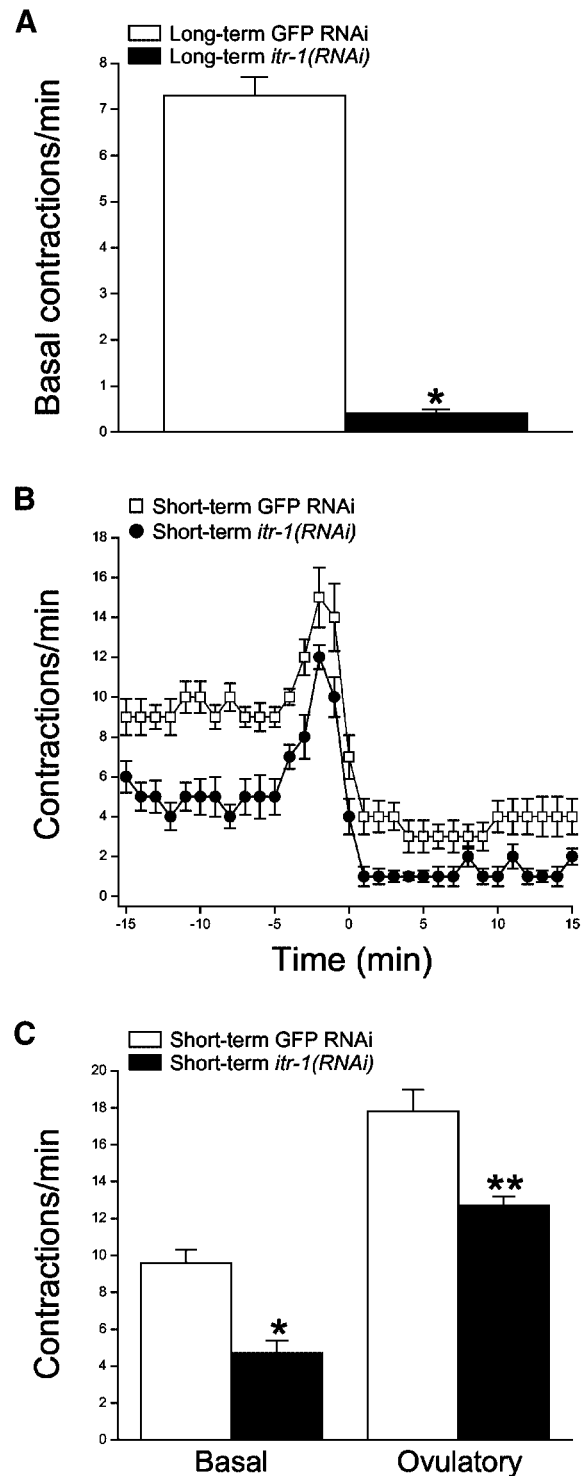 A
Long-term GFP RNAi
Long-term itr-1(RNAi)
Basal contractions/min
8
7
6
5
4
3
2
1
0
*
B
Short-term GFP RNAi
Short-term itr-1(RNAi)
Contractions/min
18
16
14
12
10
8
6
4
2
0
-15
-10
-5
0
5
10
15
Time (min)
C
Short-term GFP RNAi
Short-term itr-1(RNAi)
Contractions/min
20
18
16
14
12
10
8
6
4
2
0
*
**
Basal
Ovulatory